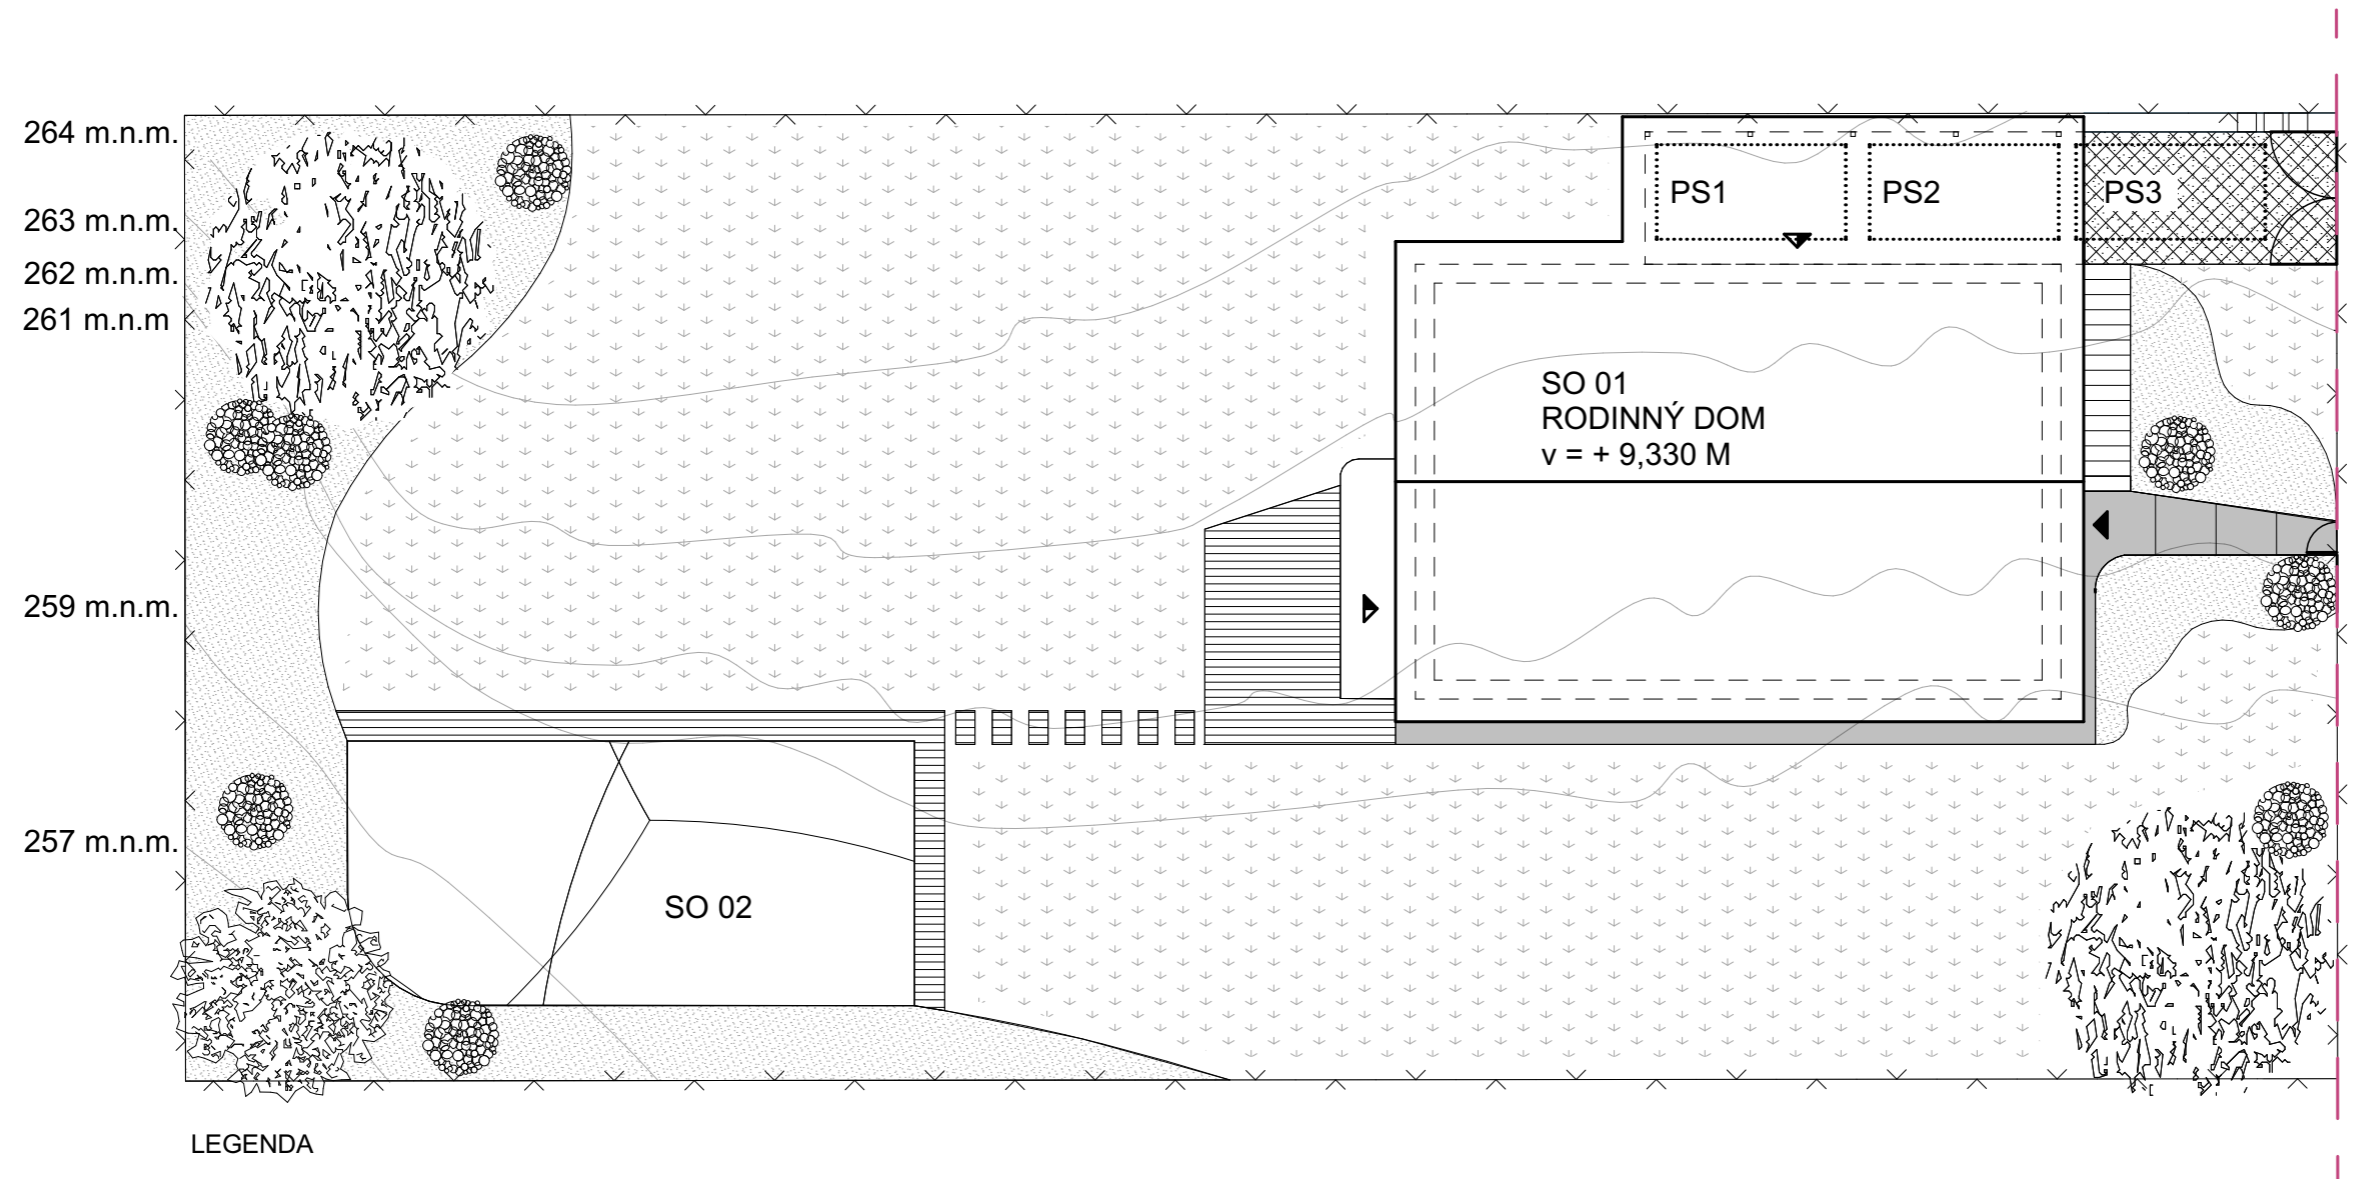 264 m.n.m.
263 m.n.m.
262 m.n.m.
261 m.n.m
259 m.n.m.
257 m.n.m.
PS1
PS2
PS3
SO 01
RODINNÝ DOM
v = + 9,330 M
SO 02
LEGENDA